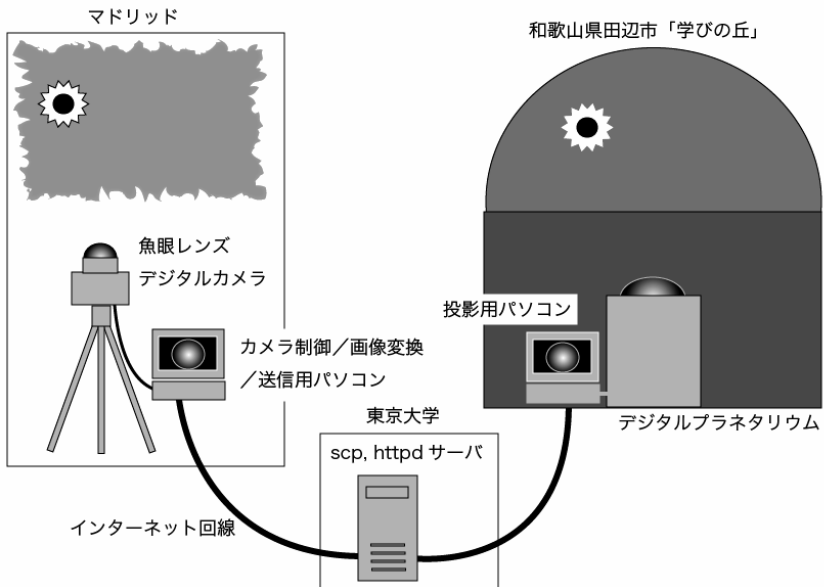 マドリッド
和歌山県田辺市「学びの丘」
魚眼レンズ
デジタルカメラ
投影用パソコン
カメラ制御／画像変換
／送信用パソコン
東京大学
デジタルプラネタリウム
scp, httpd サーバ
インターネット回線